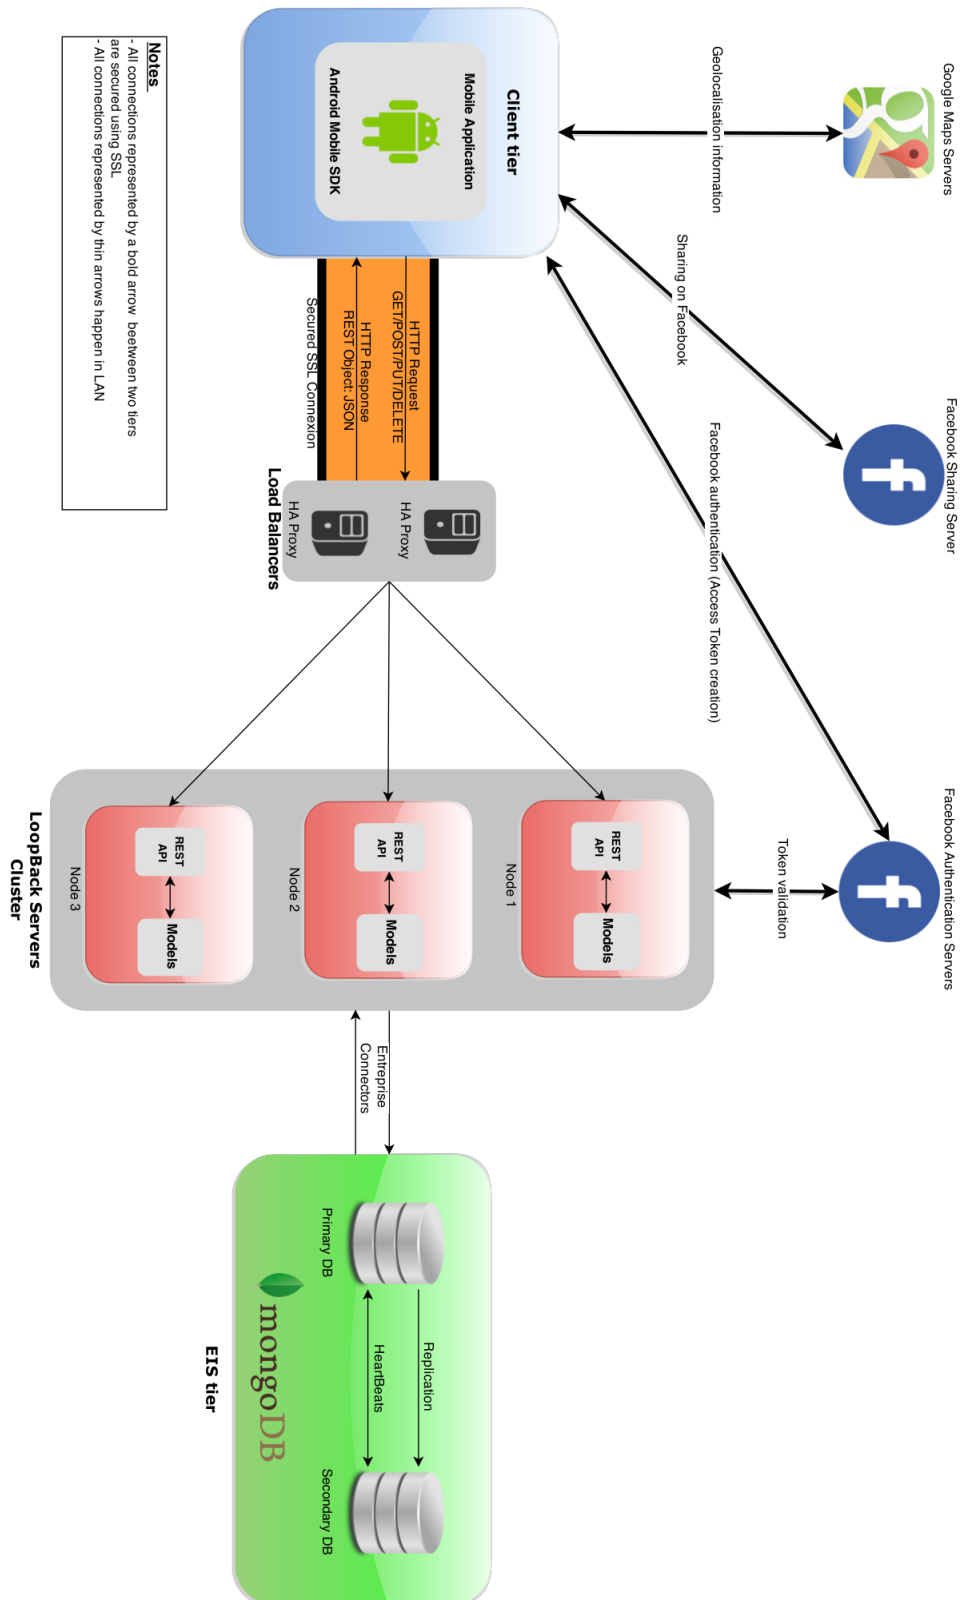 Google Maps Servers
Facebook Sharing Server
Facebook Authentication Servers
Geolocalisation information
Sharing on Facebook
Facebook authentication (Access Token creation)
Token validation
Client tier
Mobile Application
Android Mobile SDK
HTTP Request
GET/POST/PUT/DELETE
HTTP Response
REST Object: JSON
Secured SSL Connexion
HA Proxy
HA Proxy
Load Balancers
REST
API
Models
Node 1
REST
API
Models
Node 2
REST
API
Models
Node 3
LoopBack Servers
Cluster
Entreprise
Connectors
Replication
HeartBeats
Primary DB
Secondary DB
mongoDB
EIS tier
Notes
- All connections represented by a bold arrow beetween two tiers
are secured using SSL
- All connections represented by thin arrows happen in LAN